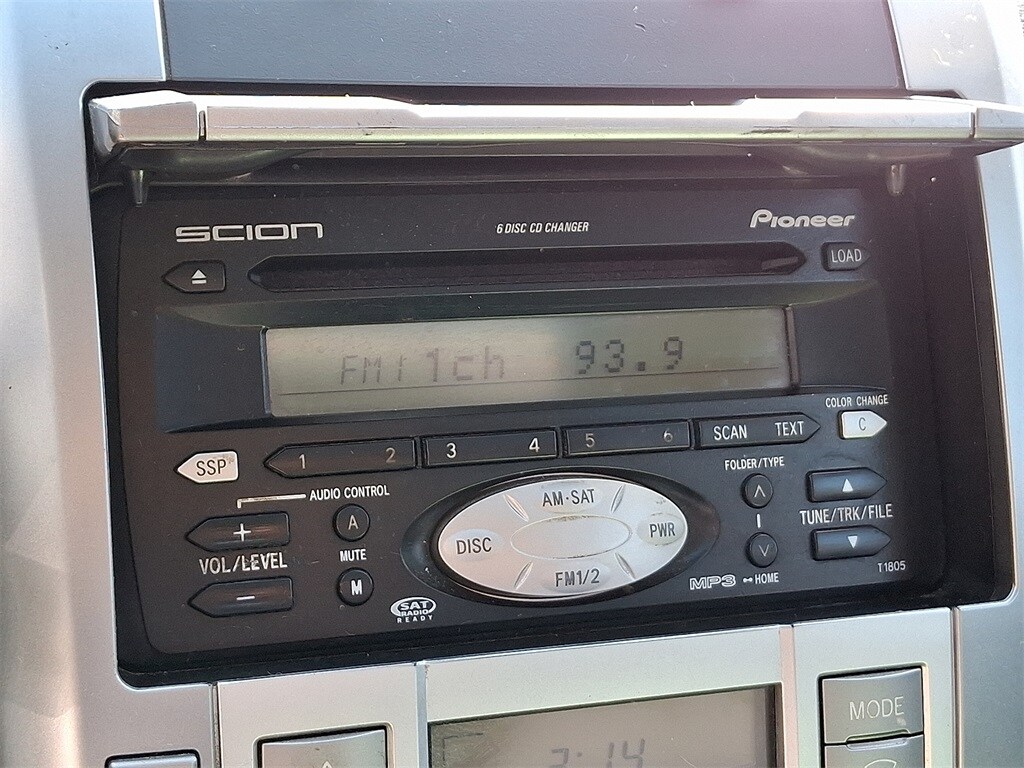 SCION
6 DISC CD CHANGER
Pioneer
LOAD
FM1 1ch 93.9
COLOR CHANGE
C
1 2 3 4 5 6 SCAN TEXT
SSP
AUDIO CONTROL
FOLDER/TYPE
AM·SAT
+ A
DISC PWR
TUNE/TRK/FILE
MUTE
VOL/LEVEL
FM1/2
M
MP3 HOME
T1805
−
SAT
RADIO
READY
MODE
2:14